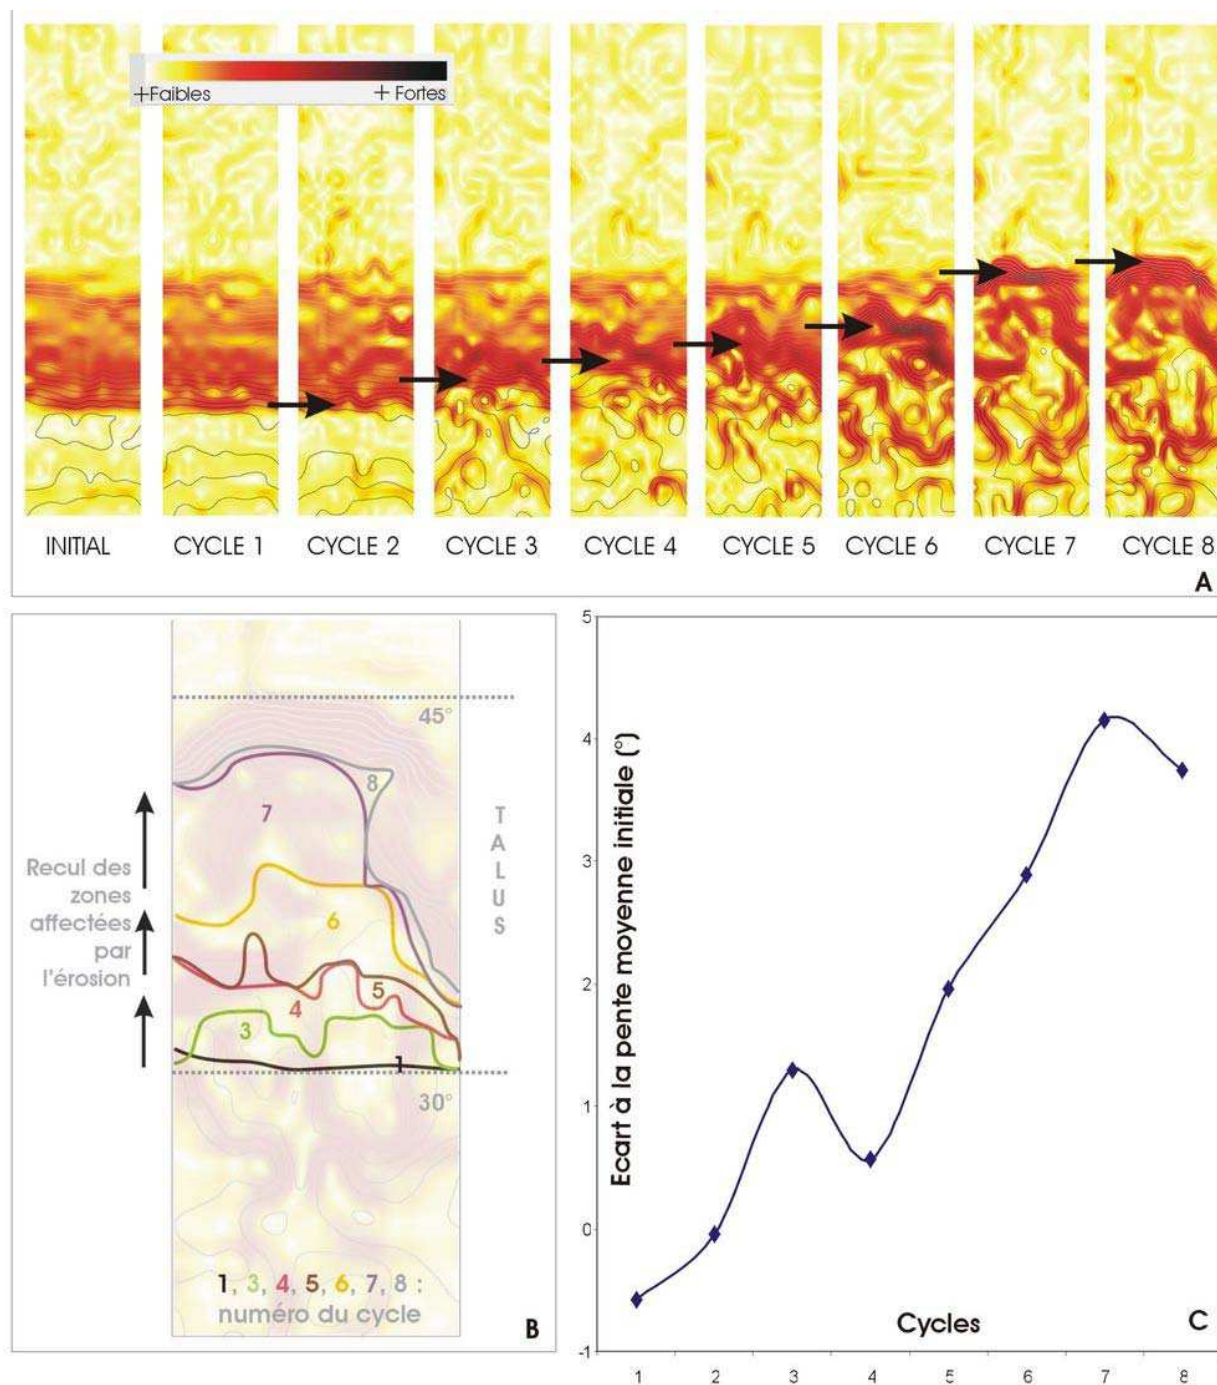 +Faibles + Fortes
INITIAL CYCLE 1 CYCLE 2 CYCLE 3 CYCLE 4 CYCLE 5 CYCLE 6 CYCLE 7 CYCLE 8
A
45°
8
7
TALUS
Recul des
zones
affectées
par
l'érosion
6
5
4
3
1
30°
1, 3, 4, 5, 6, 7, 8 :
numéro du cycle
B
Ecart à la pente moyenne initiale (°)
5
4
3
2
1
0
-1
Cycles
C
1 2 3 4 5 6 7 8